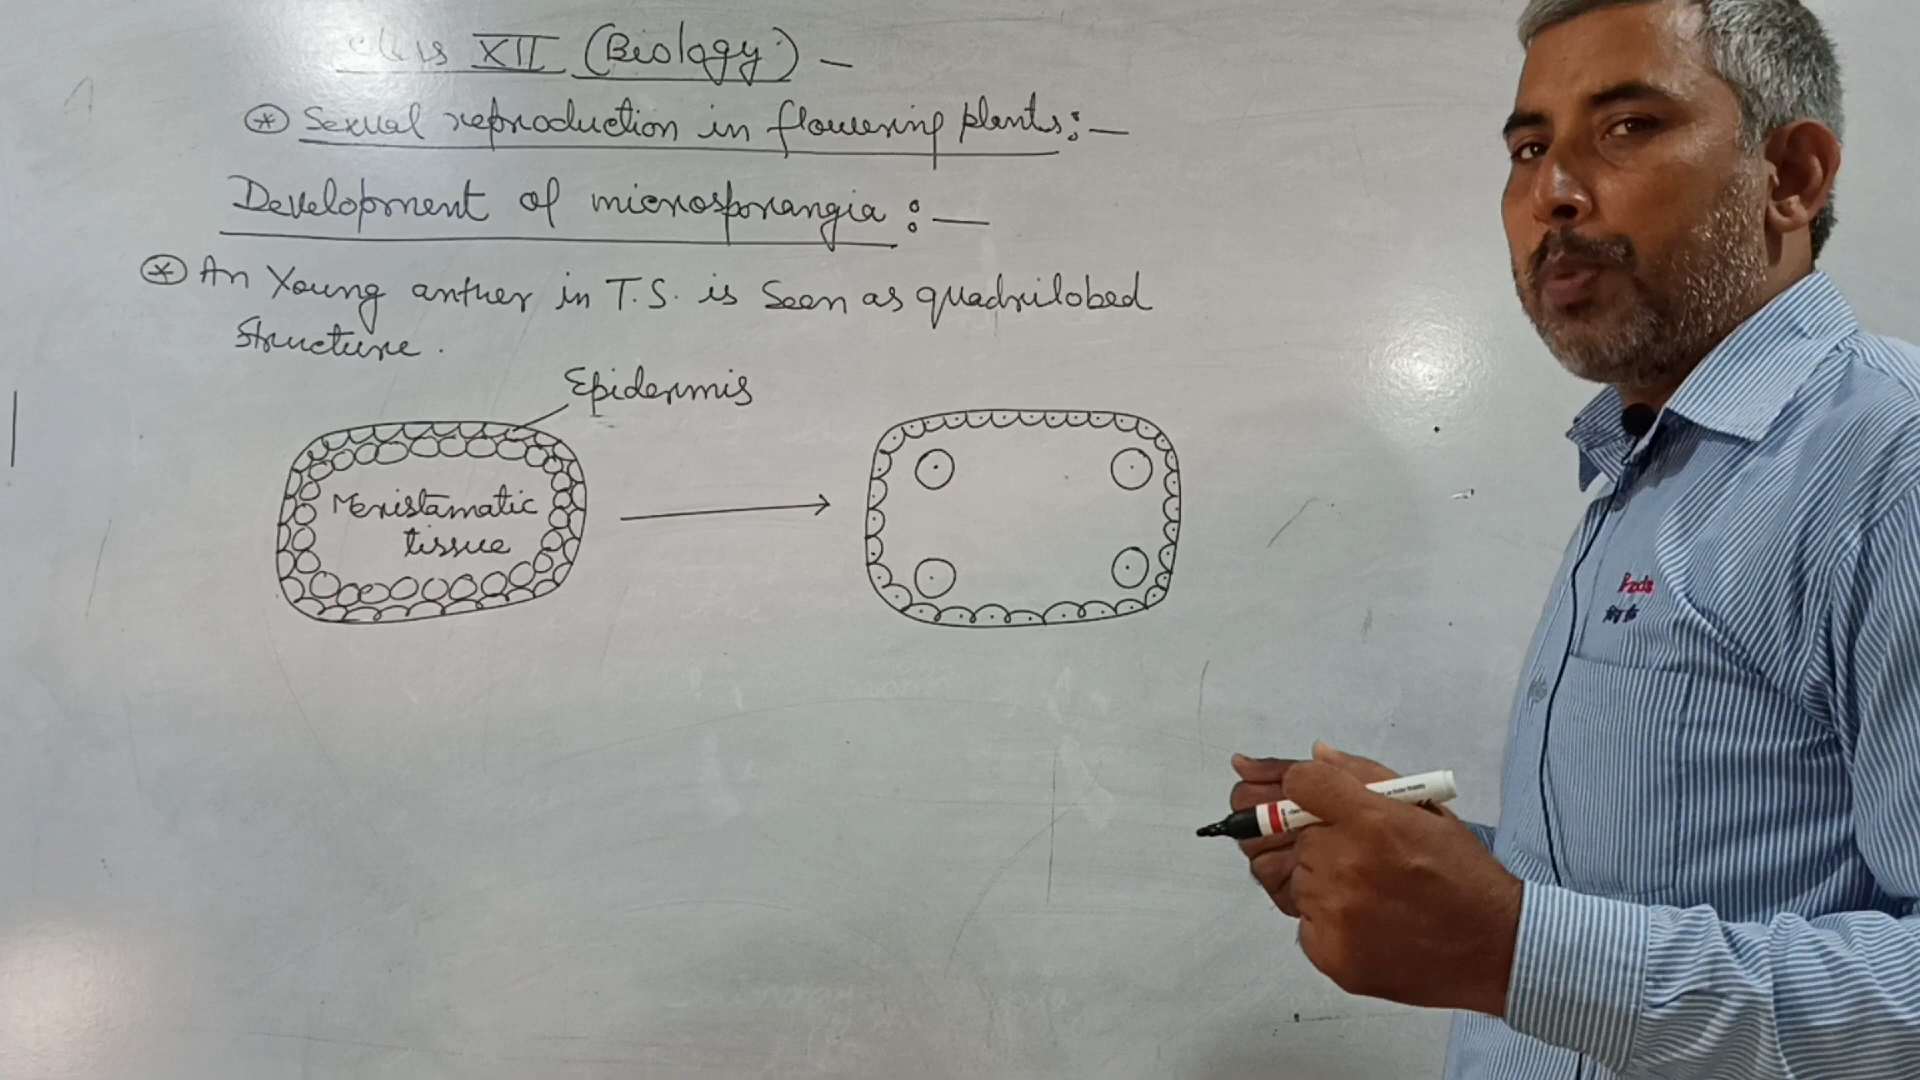 Class XII (Biology) —
* Sexual reproduction in flowering plants:—
Development of microsporangia :—
* An Young anther in T.S. is Seen as quadrilobed
Structure.
Epidermis
Meristamatic
tissue